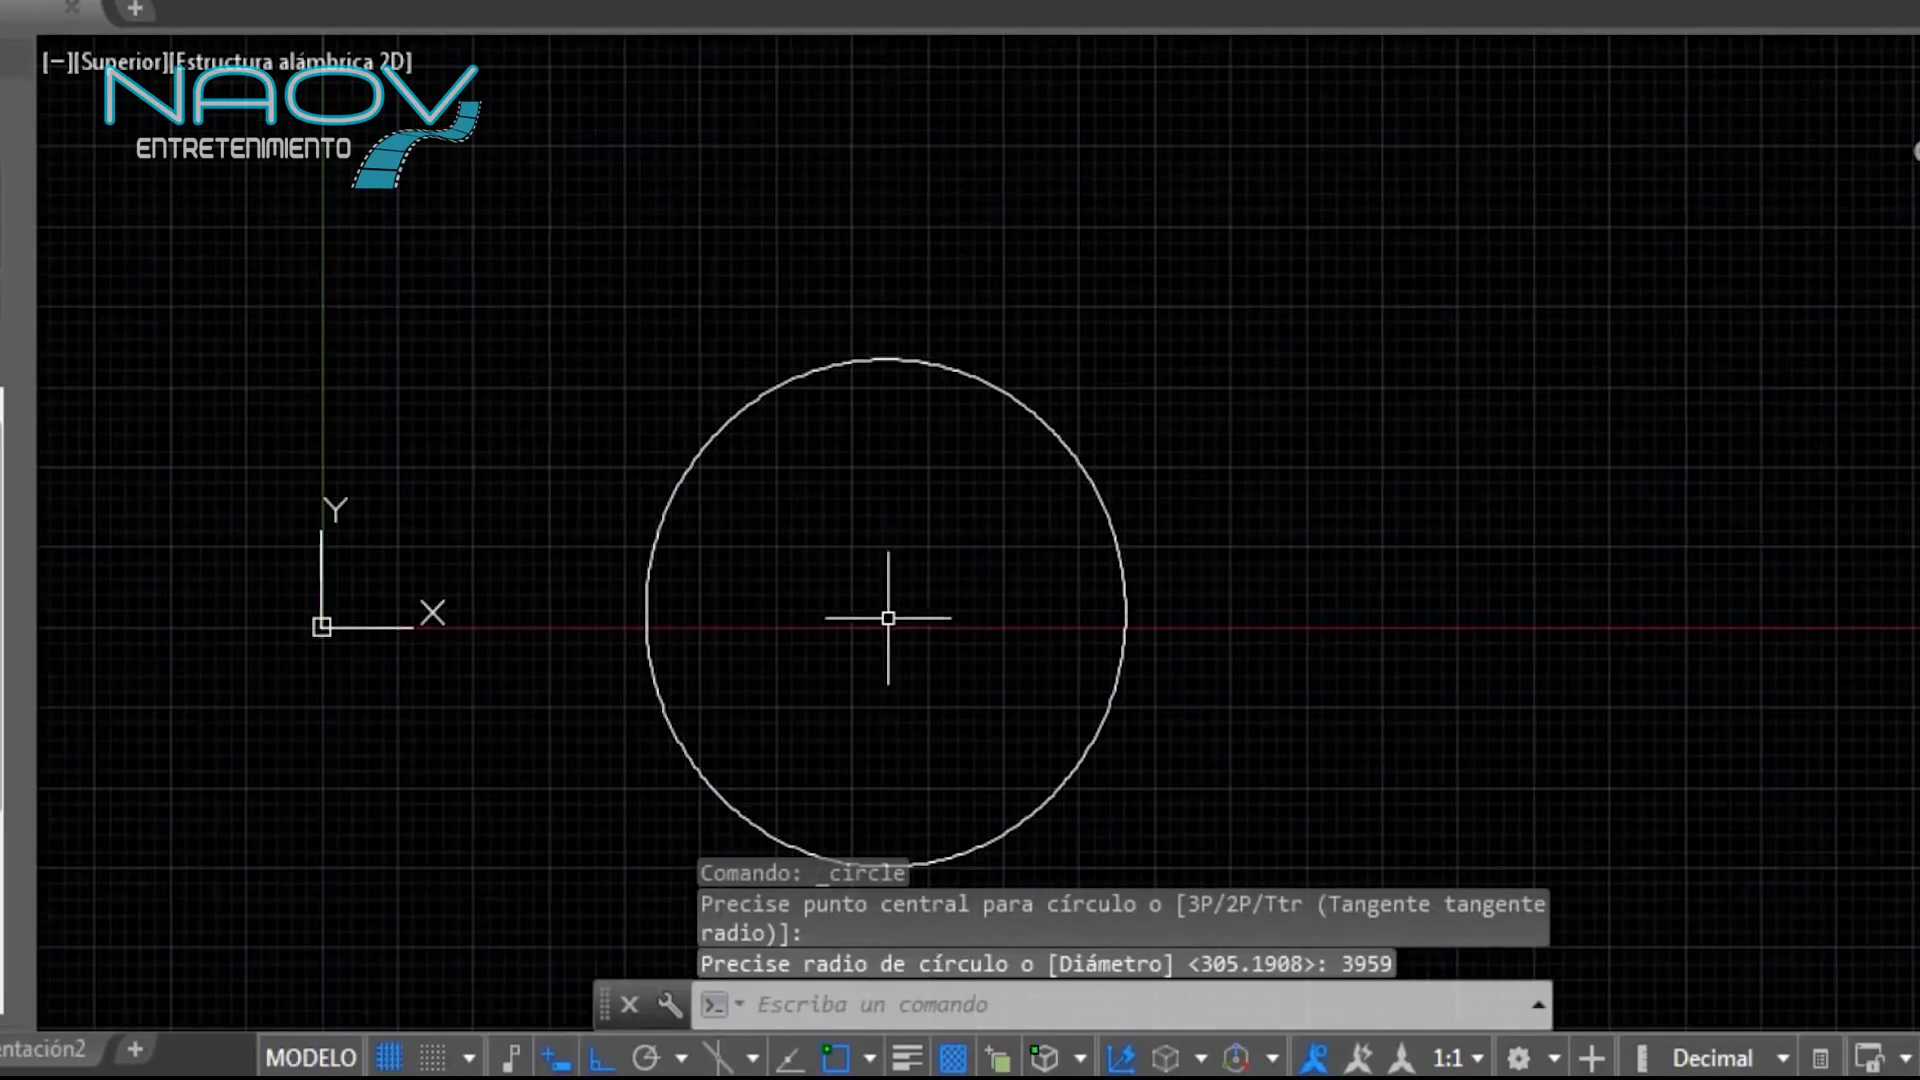 [−][Superior][Estructura alámbrica 2D]
NAOV
ENTRETENIMIENTO
Y
X
Comando: _circle
Precise punto central para círculo o [3P/2P/Ttr (Tangente tangente
radio)]:
Precise radio de círculo o [Diámetro] <305.1908>: 3959
Escriba un comando
entación2
MODELO
1:1
Decimal